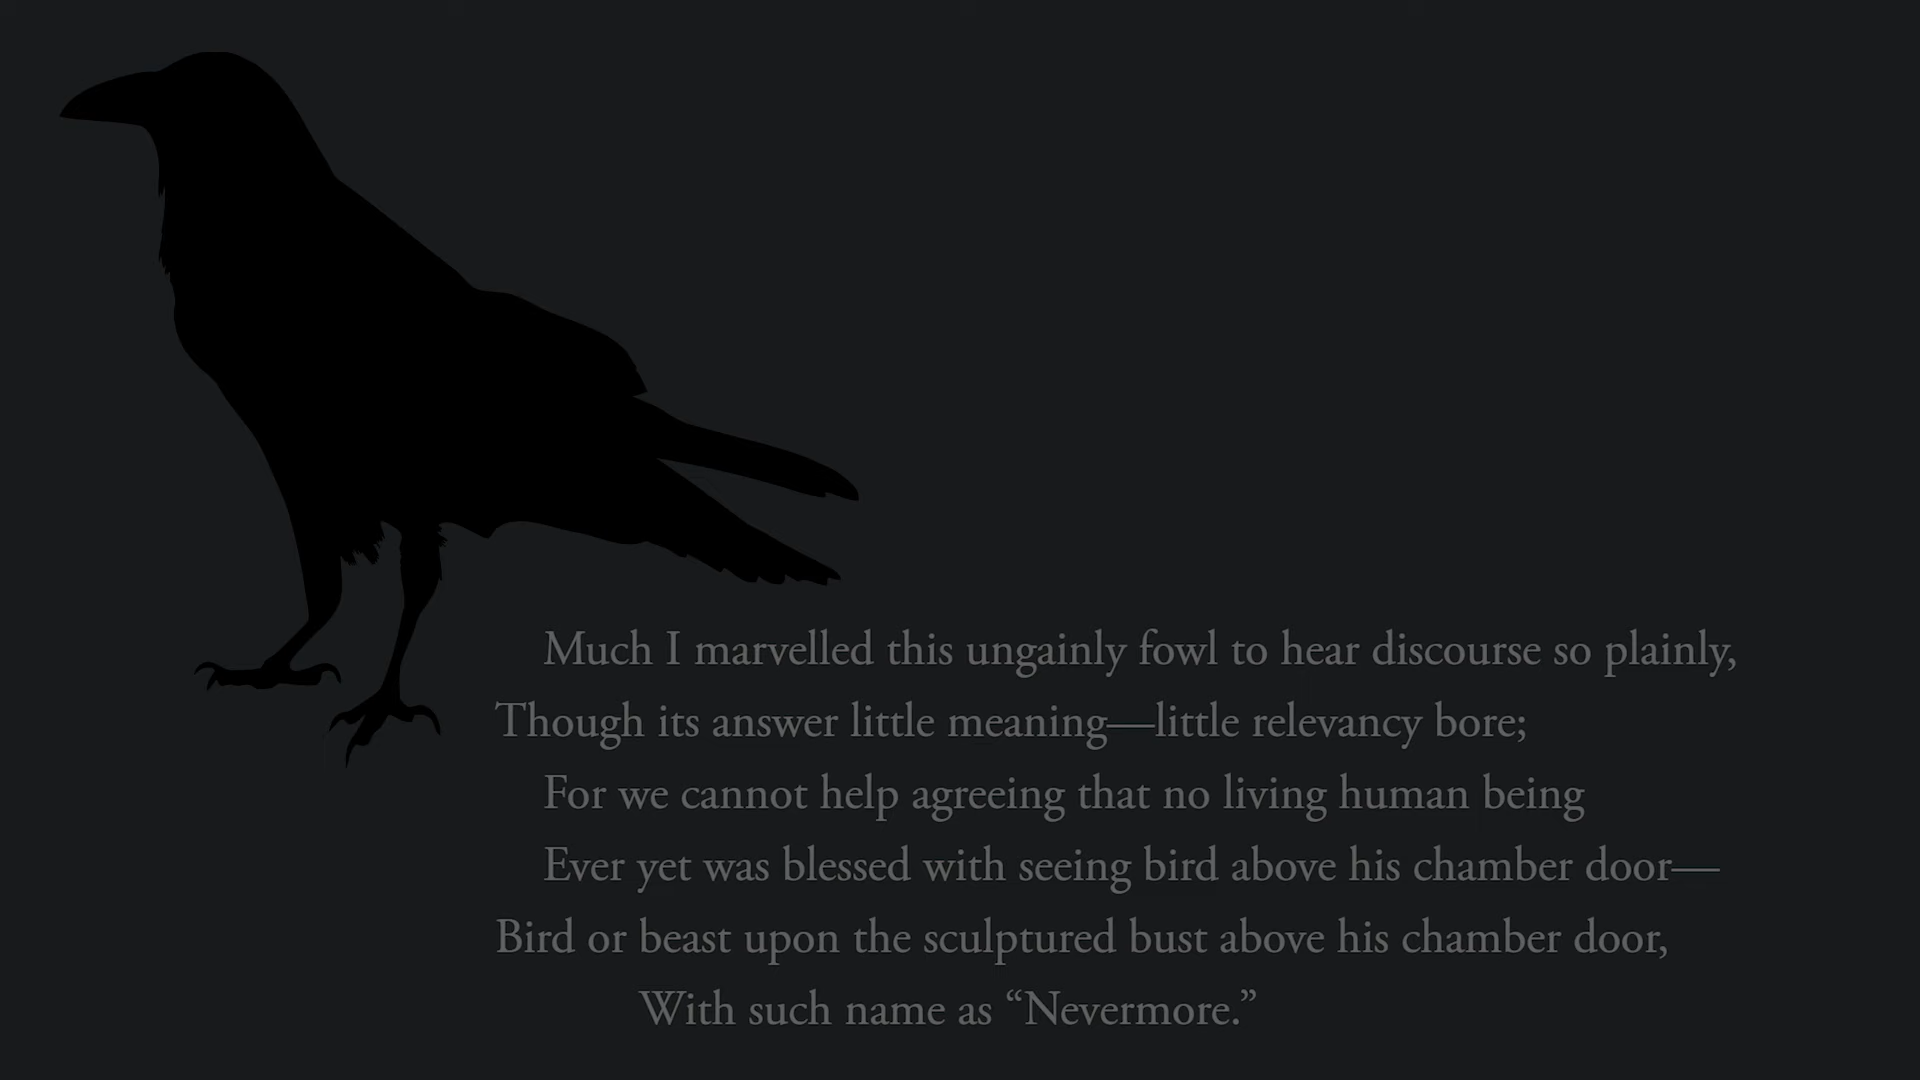 Much I marvelled this ungainly fowl to hear discourse so plainly,
Though its answer little meaning—little relevancy bore;
For we cannot help agreeing that no living human being
Ever yet was blessed with seeing bird above his chamber door—
Bird or beast upon the sculptured bust above his chamber door,
With such name as “Nevermore.”